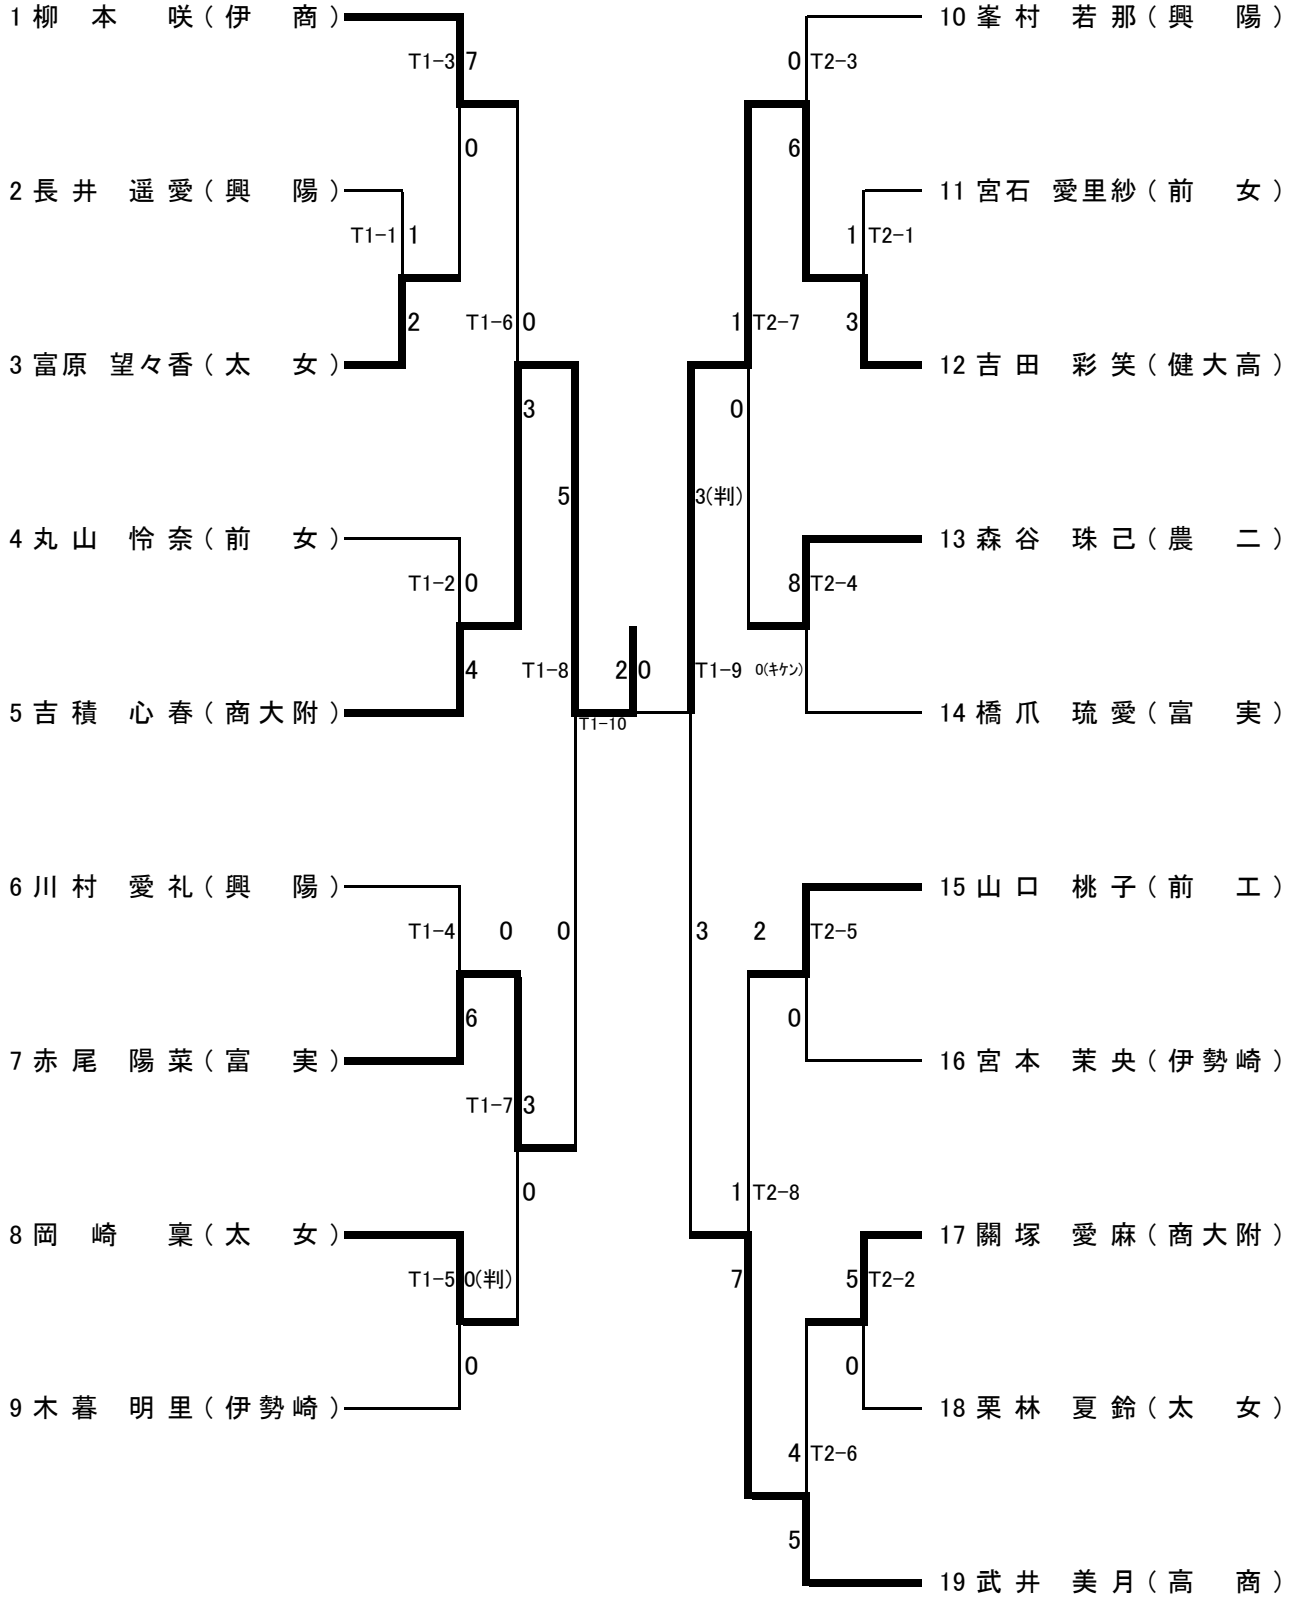 1 柳本 咲(伊商)
10 峯村 若那(興陽)
T1-3 7
0 T2-3
0
6
2 長井 遥愛(興陽)
11 宮石 愛里紗(前女)
T1-1 1
1 T2-1
2
T1-6 0
1 T2-7
3
3 富原 望々香(太女)
12 吉田 彩笑(健大高)
3
0
5
3(判)
4 丸山 怜奈(前女)
13 森谷 珠己(農二)
T1-2 0
8 T2-4
4
T1-8
2 0
T1-9
0(キケン)
5 吉積 心春(商大附)
T1-10
14 橋爪 琉愛(富実)
6 川村 愛礼(興陽)
15 山口 桃子(前工)
T1-4
0
0
3
2
T2-5
6
0
7 赤尾 陽菜(富実)
16 宮本 茉央(伊勢崎)
T1-7 3
0
1 T2-8
8 岡崎 稟(太女)
17 關塚 愛麻(商大附)
T1-5 0(判)
7
5 T2-2
0
0
9 木暮 明里(伊勢崎)
18 栗林 夏鈴(太女)
4 T2-6
5
19 武井 美月(高商)